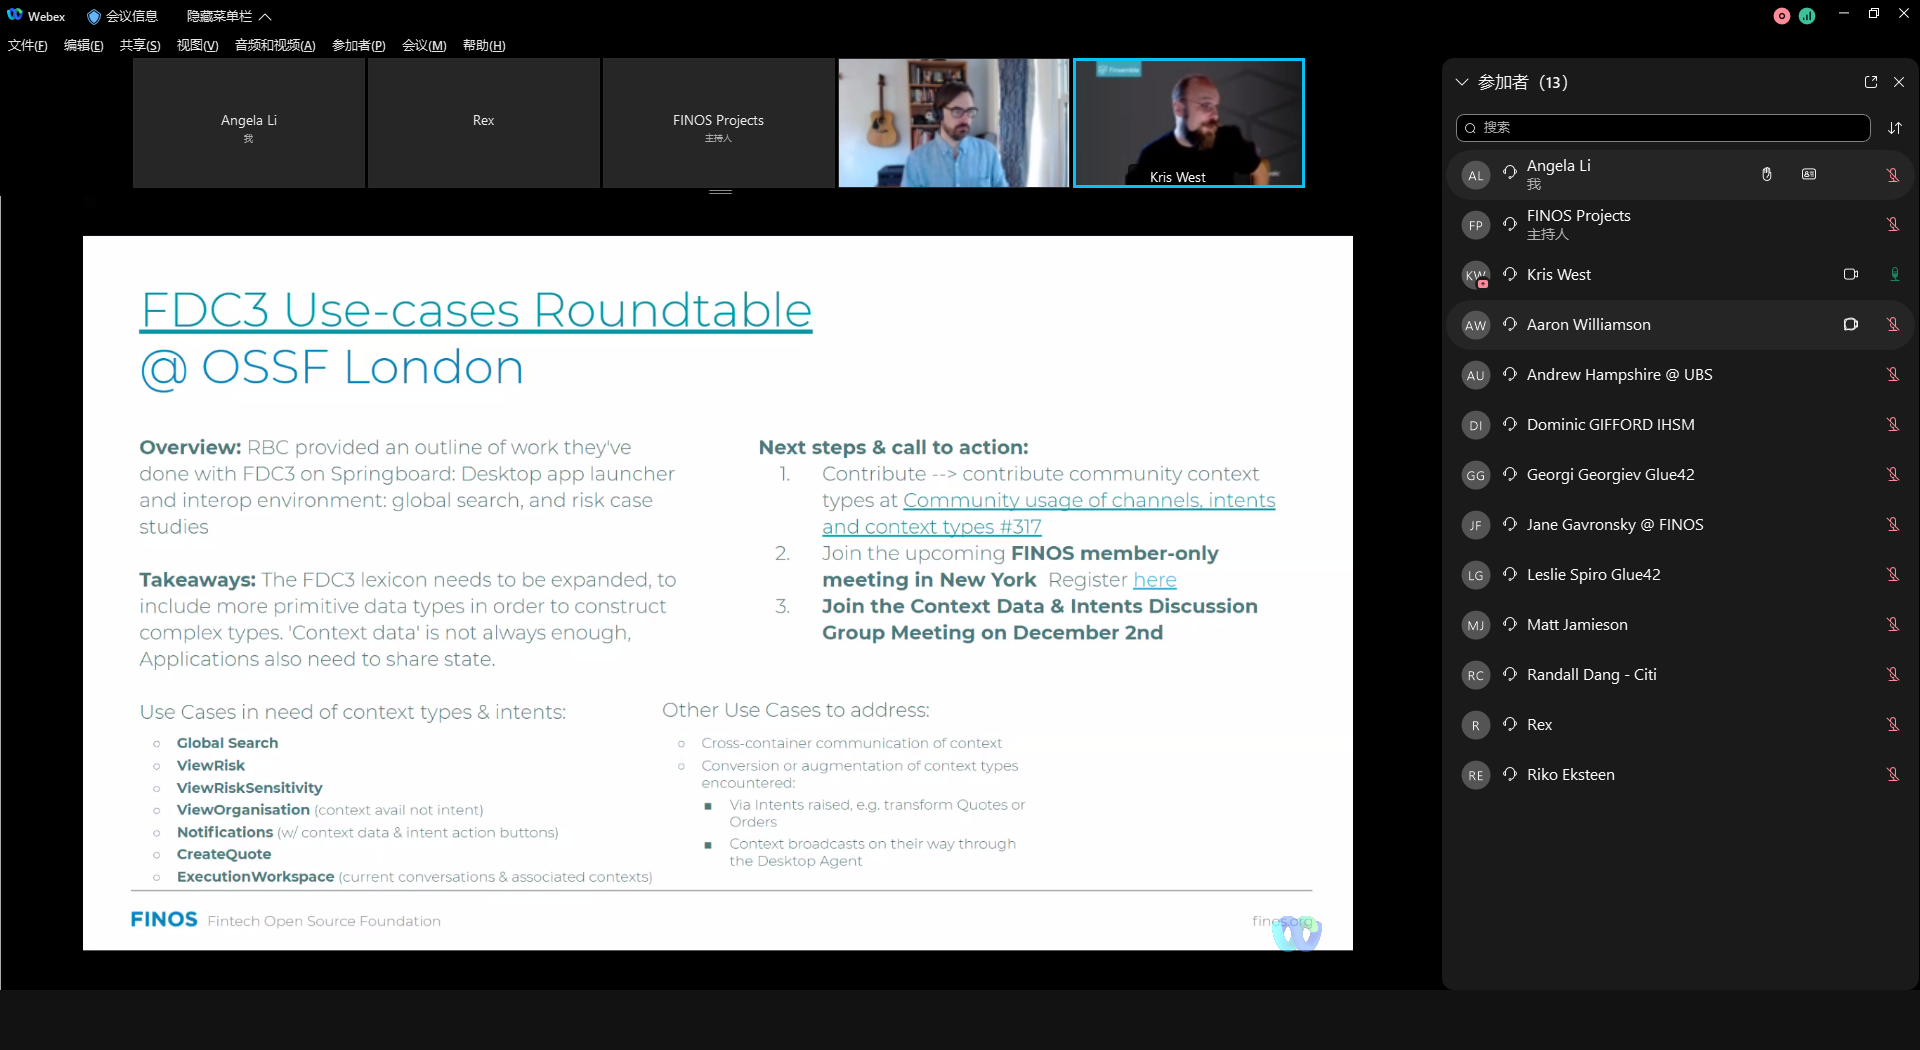 Webex 会议信息 隐藏菜单栏
文件(F) 编辑(E) 共享(S) 视图(V) 音频和视频(A) 参加者(P) 会议(M) 帮助(H)
Angela Li
我
Rex
FINOS Projects
主持人
Finsemble
Kris West
FDC3 Use-cases Roundtable
@ OSSF London
Overview: RBC provided an outline of work they've
done with FDC3 on Springboard: Desktop app launcher
and interop environment: global search, and risk case
studies
Takeaways: The FDC3 lexicon needs to be expanded, to
include more primitive data types in order to construct
complex types. 'Context data' is not always enough,
Applications also need to share state.
Next steps & call to action:
1. Contribute --> contribute community context
types at Community usage of channels, intents
and context types #317
2. Join the upcoming FINOS member-only
meeting in New York Register here
3. Join the Context Data & Intents Discussion
Group Meeting on December 2nd
Use Cases in need of context types & intents:
Global Search
ViewRisk
ViewRiskSensitivity
ViewOrganisation (context avail not intent)
Notifications (w/ context data & intent action buttons)
CreateQuote
ExecutionWorkspace (current conversations & associated contexts)
Other Use Cases to address:
Cross-container communication of context
Conversion or augmentation of context types
encountered:
Via Intents raised, e.g. transform Quotes or
Orders
Context broadcasts on their way through
the Desktop Agent
FINOS Fintech Open Source Foundation
finos.org
参加者 (13)
搜索
AL Angela Li
我
FP FINOS Projects
主持人
KW Kris West
AW Aaron Williamson
AU Andrew Hampshire @ UBS
DI Dominic GIFFORD IHSM
GG Georgi Georgiev Glue42
JF Jane Gavronsky @ FINOS
LG Leslie Spiro Glue42
MJ Matt Jamieson
RC Randall Dang - Citi
R Rex
RE Riko Eksteen